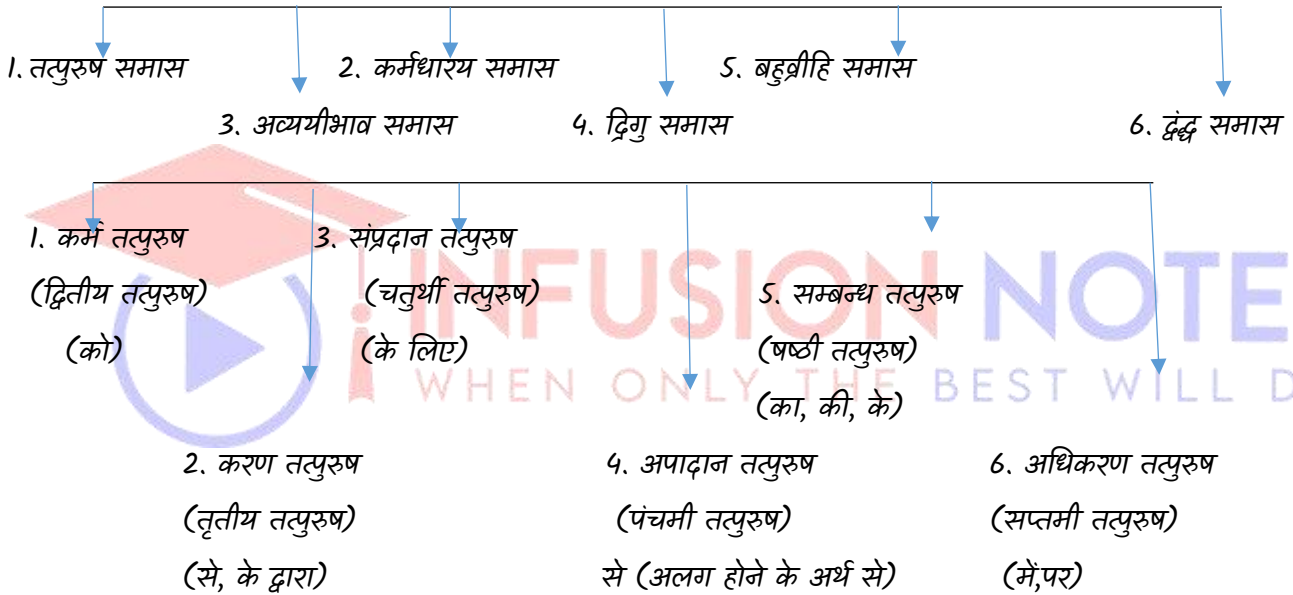 1. तत्पुरुष समास 2. कर्मधारय समास 5. बहुव्रीहि समास
3. अव्ययीभाव समास 4. द्विगु समास 6. द्वंद्व समास
1. कर्म तत्पुरुष 3. संप्रदान तत्पुरुष
(द्वितीय तत्पुरुष) (चतुर्थी तत्पुरुष) 5. सम्बन्ध तत्पुरुष
(को) (के लिए) (षष्ठी तत्पुरुष)
(का, की, के)
INFUSION NOTE
WHEN ONLY THE BEST WILL D
2. करण तत्पुरुष 4. अपादान तत्पुरुष 6. अधिकरण तत्पुरुष
(तृतीय तत्पुरुष) (पंचमी तत्पुरुष) (सप्तमी तत्पुरुष)
(से, के द्वारा) से (अलग होने के अर्थ से) (में,पर)